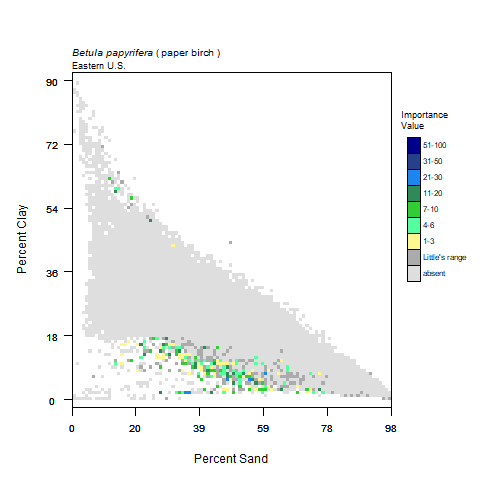 Betula papyrifera ( paper birch )
Eastern U.S.
Importance
Value
51-100
31-50
21-30
11-20
7-10
4-6
1-3
Little's range
absent
Percent Clay
90
72
54
36
18
0
0 20 39 59 78 98
Percent Sand